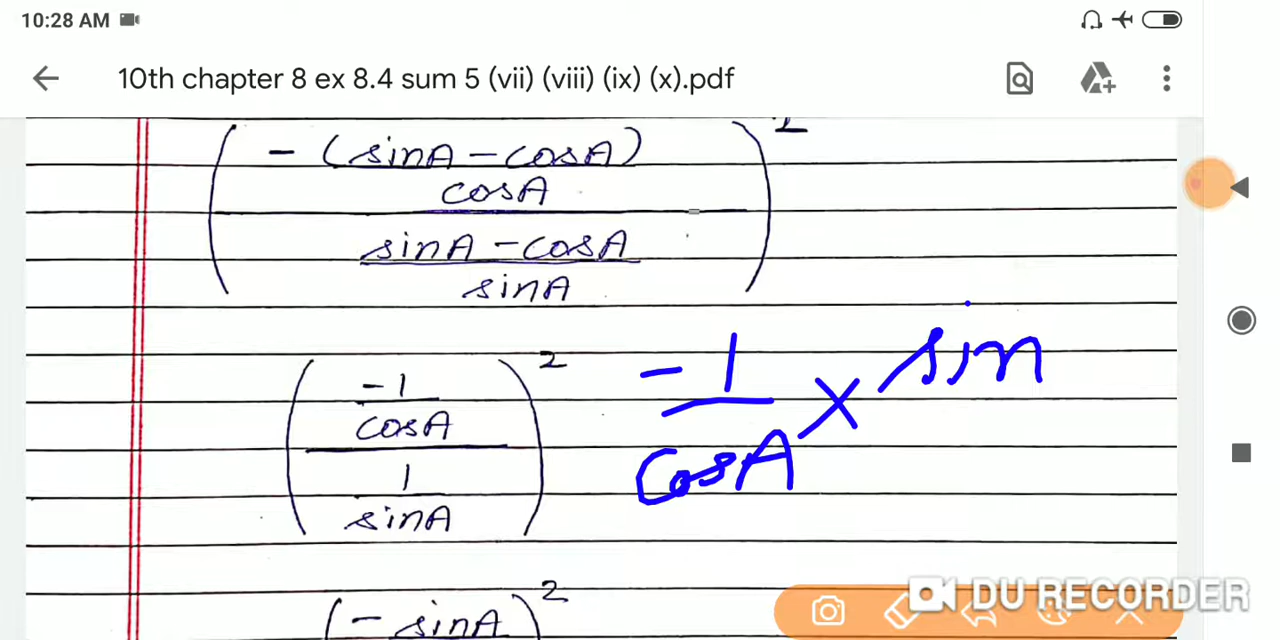 10:28 AM
10th chapter 8 ex 8.4 sum 5 (vii) (viii) (ix) (x).pdf
( - (sinA - cosA)
cosA
sinA - cosA
sinA ) 2
( -1
cosA
1
sinA ) 2
-1
cosA × sin
(- sinA) 2
DU RECORDER